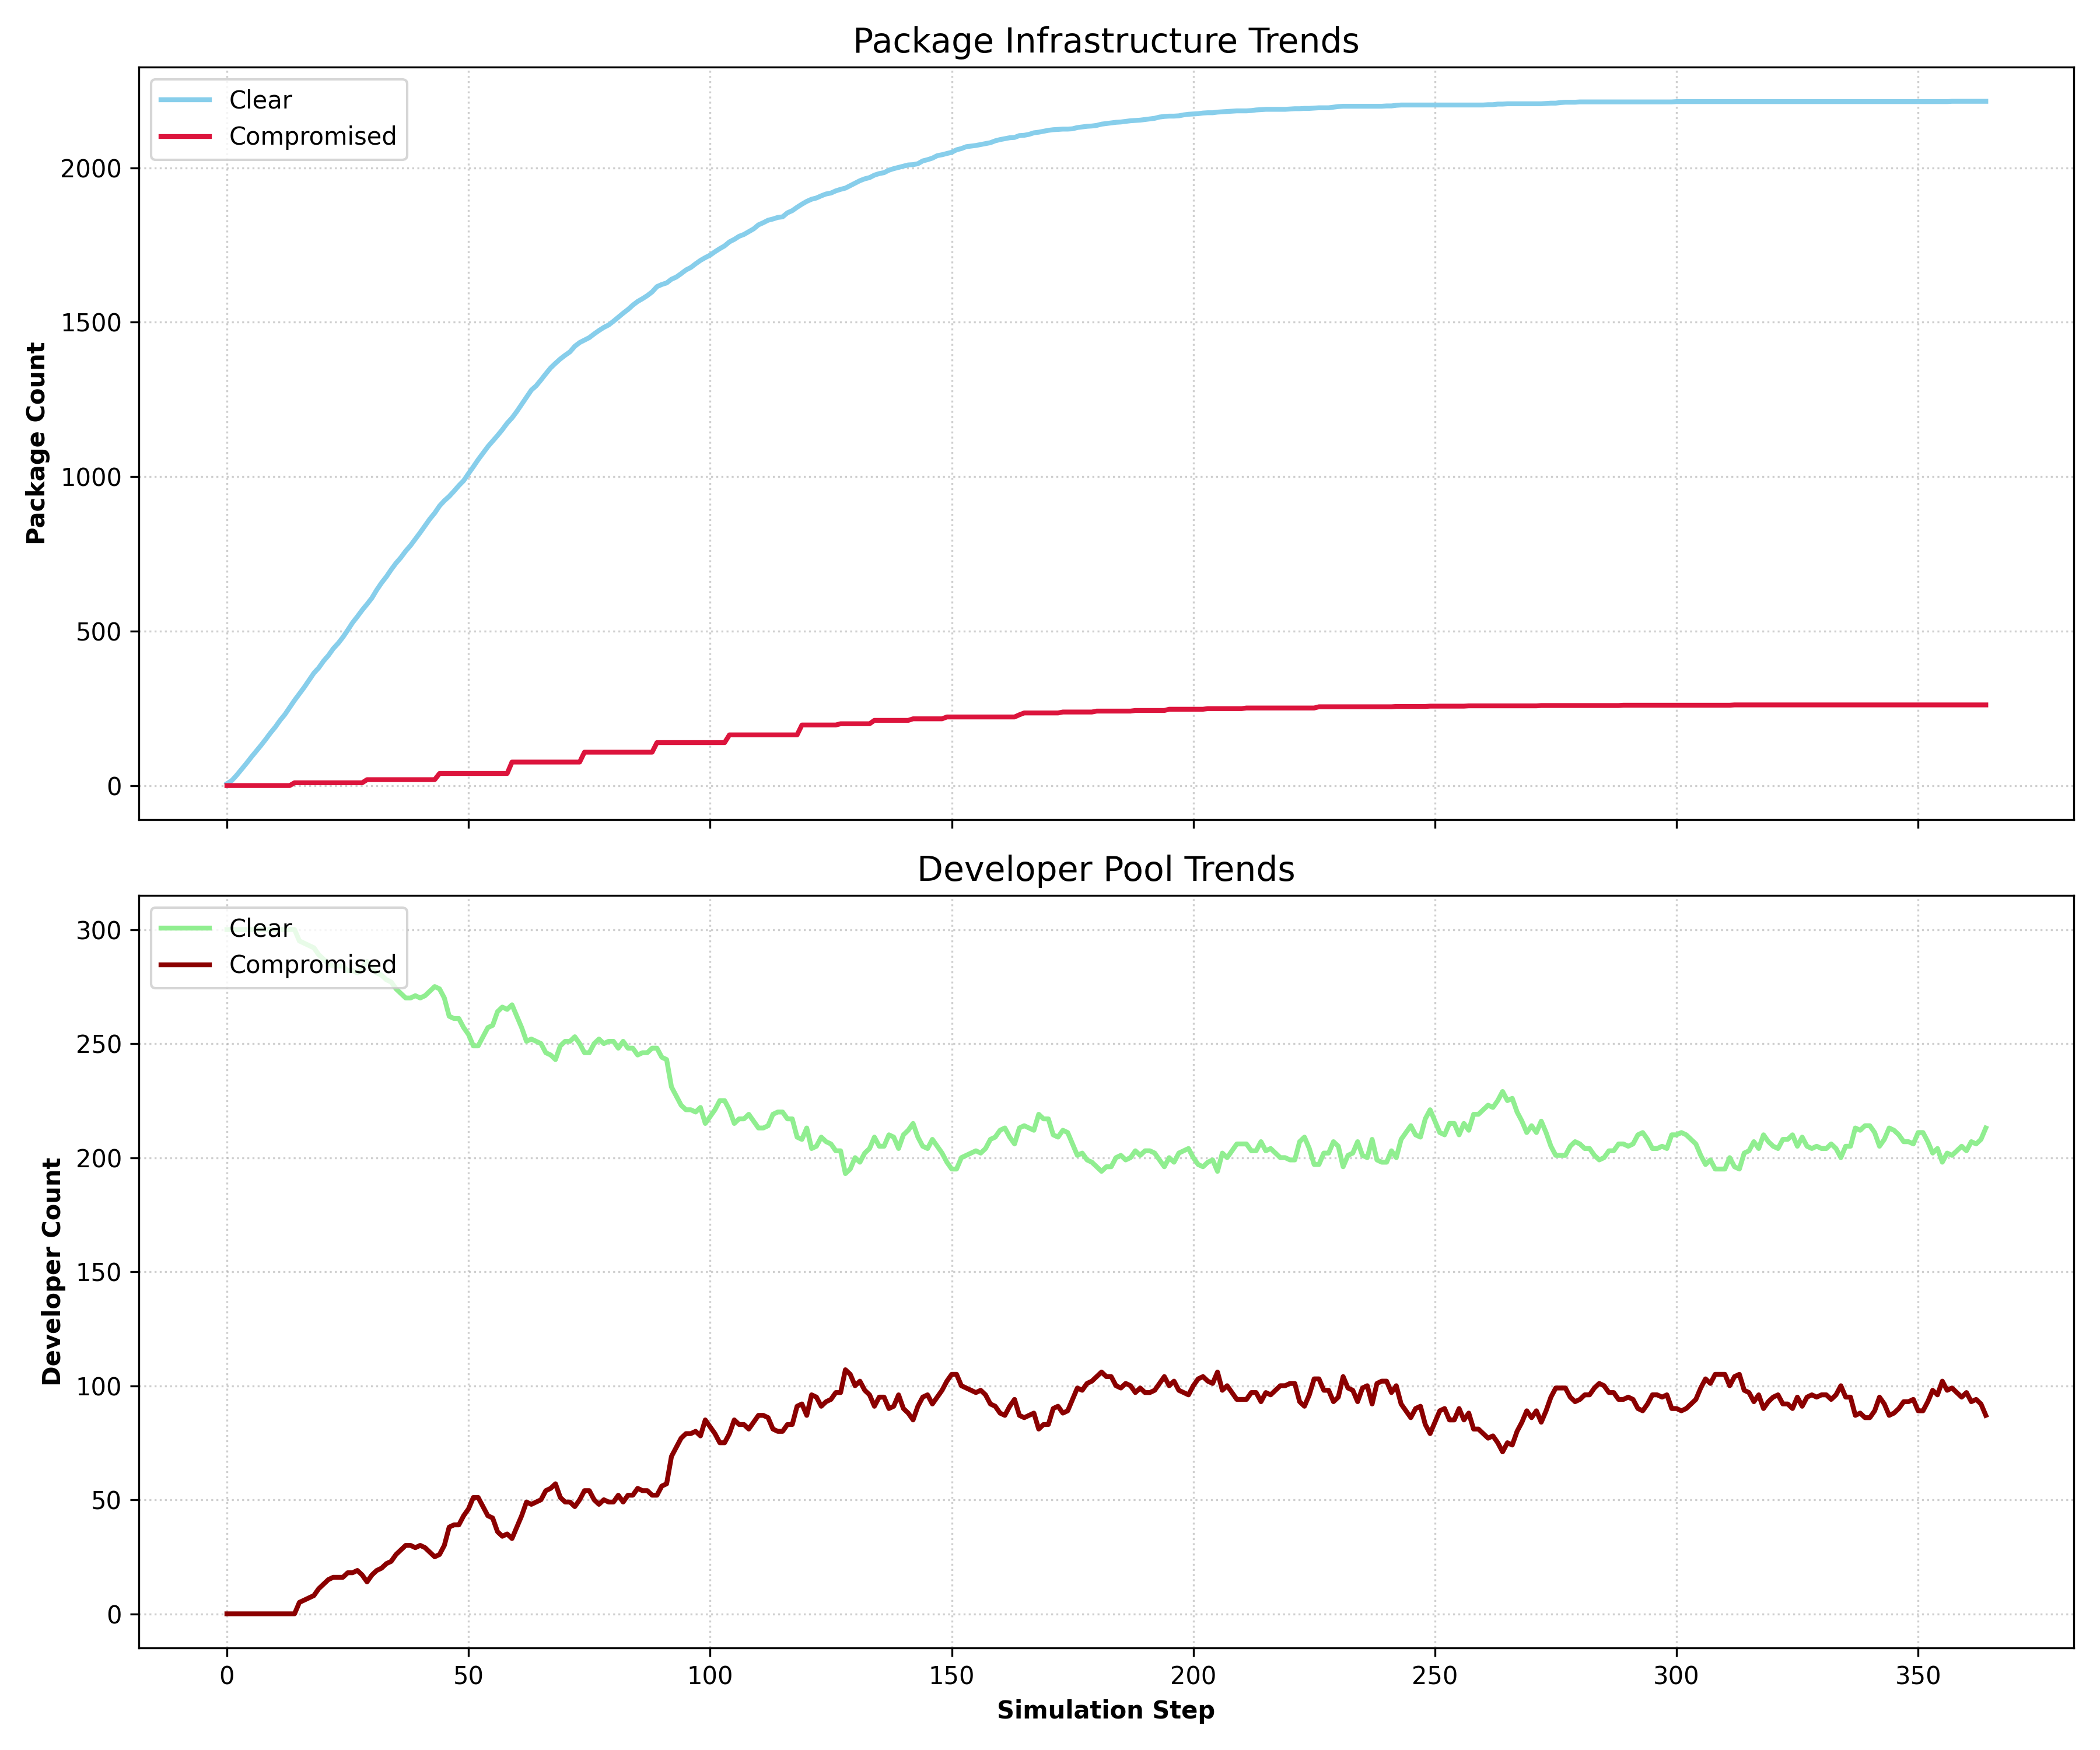 Package Infrastructure Trends
Clear
Compromised
Package Count
2000
1500
1000
500
0
Developer Pool Trends
Clear
Compromised
Developer Count
300
250
200
150
100
50
0
0 50 100 150 200 250 300 350
Simulation Step